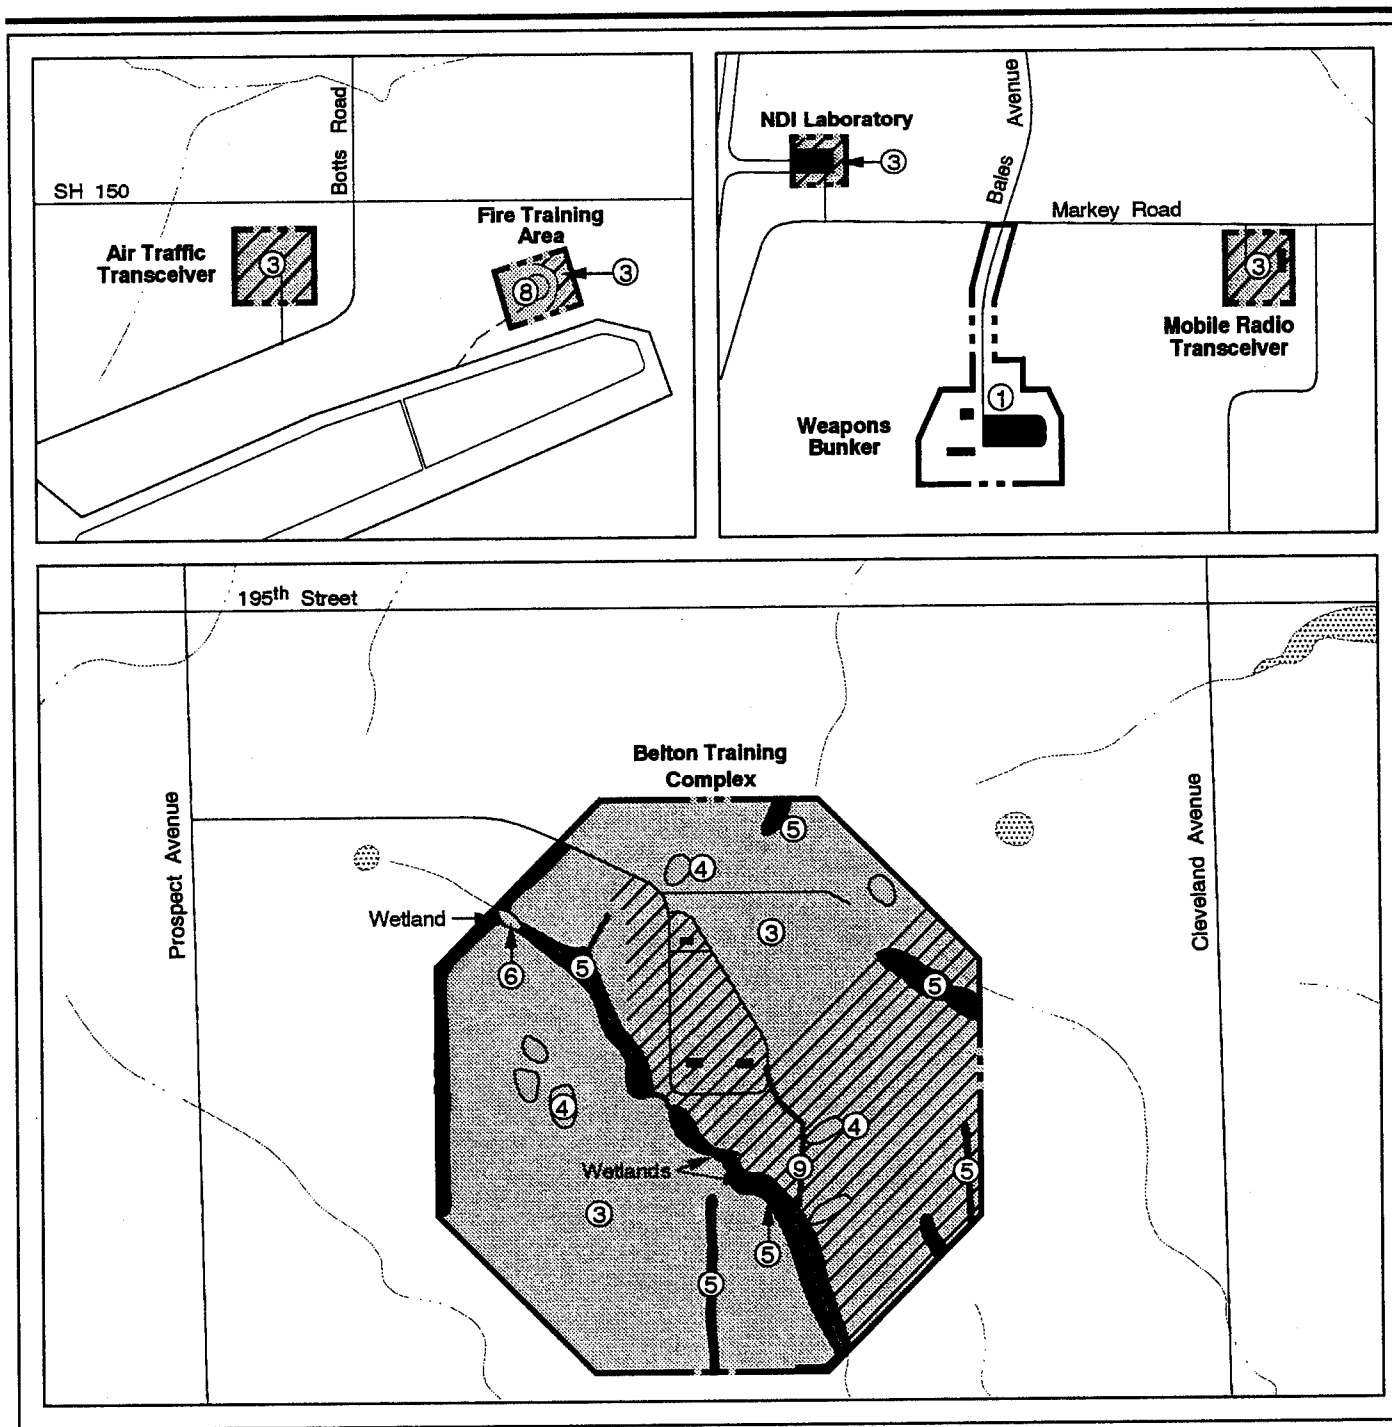 Botts Road
SH 150
Fire Training
Area
Air Traffic
Transceiver
③
③
⑧
NDI Laboratory
③
Bales Avenue
Markey Road
③
Mobile Radio
Transceiver
①
Weapons
Bunker
195th Street
Prospect Avenue
Cleveland Avenue
Belton Training
Complex
⑤
④
Wetland
③
⑥
⑤
⑤
④
④
Wetlands
⑨
⑤
③
⑤
⑤